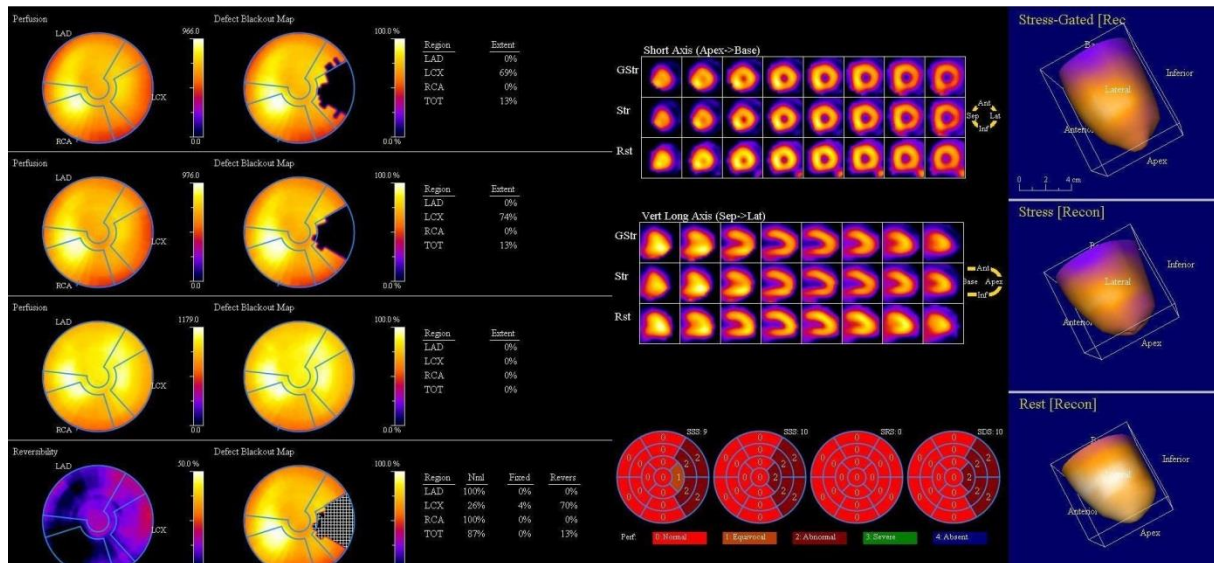 Perfusion
LAD
966.0
LCX
RCA
0.0
Defect Blackout Map
100.0 %
0.0 %
Region Extent
LAD 0%
LCX 69%
RCA 0%
TOT 13%
Perfusion
LAD
976.0
LCX
RCA
0.0
Defect Blackout Map
100.0 %
0.0 %
Region Extent
LAD 0%
LCX 74%
RCA 0%
TOT 13%
Perfusion
LAD
1179.0
LCX
RCA
0.0
Defect Blackout Map
100.0 %
0.0 %
Region Extent
LAD 0%
LCX 0%
RCA 0%
TOT 0%
Reversibility
LAD
50.0 %
LCX
Defect Blackout Map
100.0 %
Region Nml Fixed Revers
LAD 100% 0% 0%
LCX 26% 4% 70%
RCA 100% 0% 0%
TOT 87% 0% 13%
Short Axis (Apex->Base)
GStr
Str
Rst
Ant
Sep Lat
Inf
Vert Long Axis (Sep->Lat)
GStr
Str
Rst
Ant
Base Apex
Inf
SSS: 9
SSS: 10
SRS: 0
SDS: 10
Perf: 0: Normal 1: Equivocal 2: Abnormal 3: Severe 4: Absent
Stress-Gated [Rec
Inferior
Lateral
Anterior
Apex
0 2 4 cm
Stress [Recon]
Inferior
Lateral
Anterior
Apex
Rest [Recon]
Inferior
Anterior
Apex